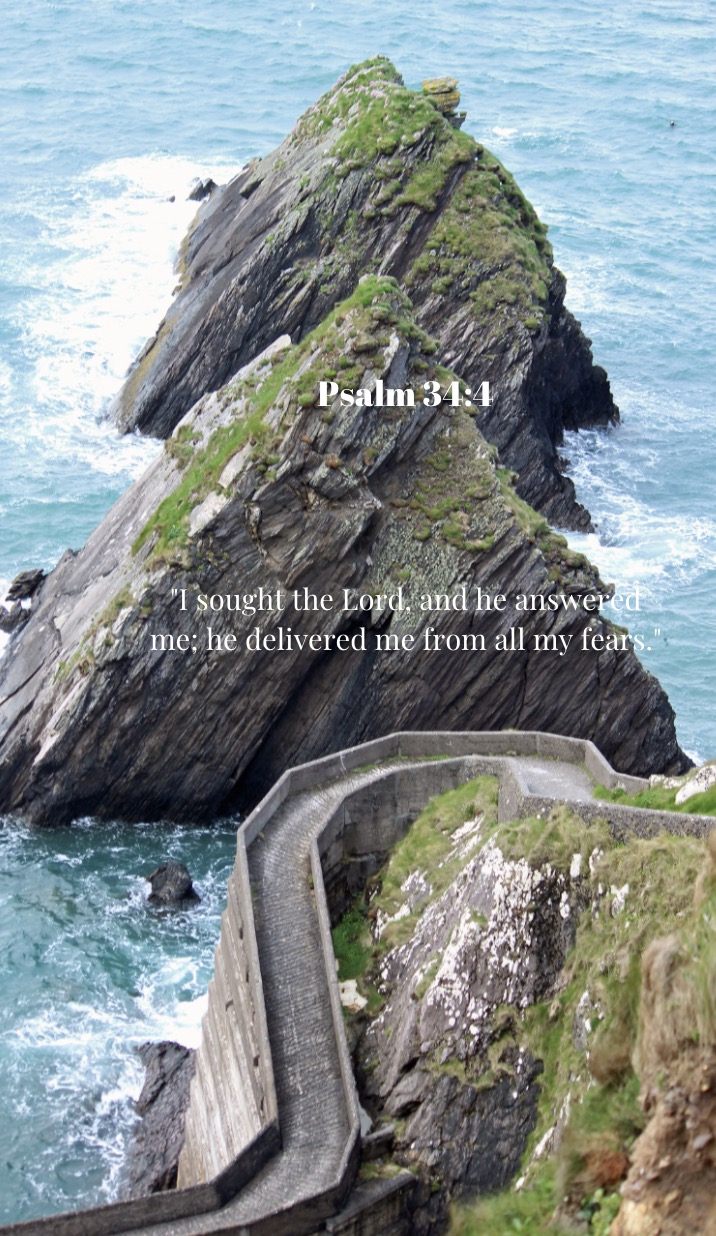 Psalm 34:4
"I sought the Lord, and he answered
me; he delivered me from all my fears."